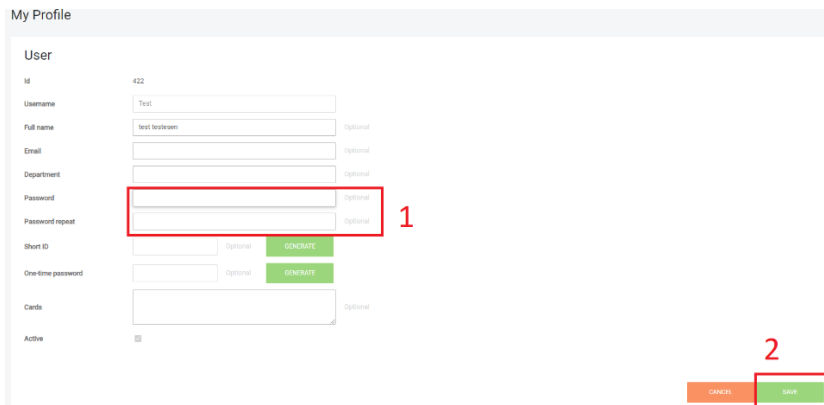 My Profile
User
Id 422
Username Test
Full name test testesen Optional
Email Optional
Department Optional
Password Optional
Password repeat Optional
1
Short ID Optional GENERATE
One-time password Optional GENERATE
Cards Optional
Active
2
CANCEL SAVE